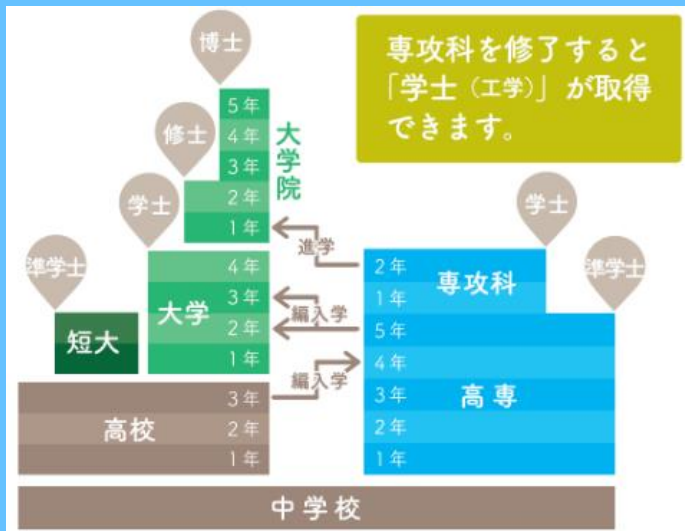 専攻科を修了すると
「学士（工学）」が取得
できます。
博士
修士
学士
準学士
5年
4年
3年
2年
1年
大学院
4年
3年
2年
1年
大学
短大
3年
2年
1年
高校
進学
編入学
編入学
学士
準学士
2年
1年
専攻科
5年
4年
3年
2年
1年
高専
中学校